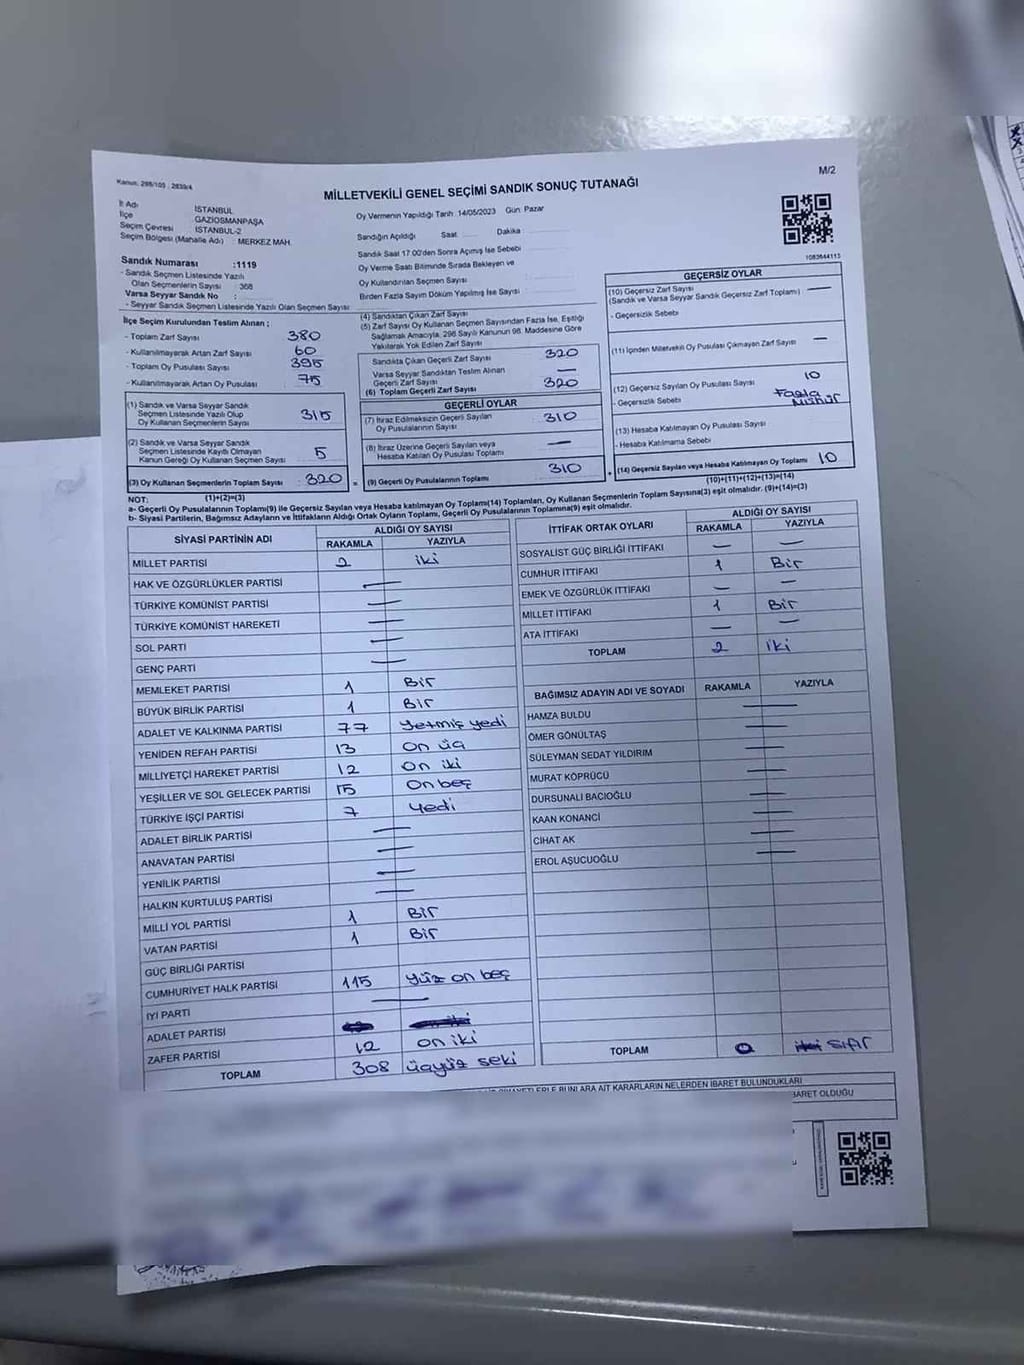 Kanun: 298/105 ; 2839/4
M/2
MİLLETVEKİLİ GENEL SEÇİMİ SANDIK SONUÇ TUTANAĞI
İl Adı : İSTANBUL
İlçe : GAZİOSMANPAŞA
Seçim Çevresi : İSTANBUL-2
Seçim Bölgesi (Mahalle Adı) : MERKEZ MAH.
Oy Vermenin Yapıldığı Tarih :14/05/2023 Gün: Pazar
Sandığın Açıldığı Saat Dakika
Sandık Saat 17:00'den Sonra Açılmış İse Sebebi
Oy Verme Saati Bitiminde Sırada Bekleyen ve
Oy Kullandırılan Seçmen Sayısı
Birden Fazla Sayım Döküm Yapılmış İse Sayısı
1083644113
Sandık Numarası :1119
- Sandık Seçmen Listesinde Yazılı
Olan Seçmenlerin Sayısı : 368
Varsa Seyyar Sandık No :
- Seyyar Sandık Seçmen Listesinde Yazılı Olan Seçmen Sayısı
İlçe Seçim Kurulundan Teslim Alınan ;
- Toplam Zarf Sayısı : 380
- Kullanılmayarak Artan Zarf Sayısı : 60
- Toplam Oy Pusulası Sayısı : 395
- Kullanılmayarak Artan Oy Pusulası : 75
(1) Sandık ve Varsa Seyyar Sandık
Seçmen Listesinde Yazılı Olup
Oy Kullanan Seçmenlerin Sayısı : 315
(2) Sandık ve Varsa Seyyar Sandık
Seçmen Listesinde Kayıtlı Olmayan
Kanun Gereği Oy Kullanan Seçmen Sayısı : 5
(3) Oy Kullanan Seçmenlerin Toplam Sayısı : 320
(1)+(2)=(3)
(4) Sandıktan Çıkan Zarf Sayısı
(5) Zarf Sayısı Oy Kullanan Seçmen Sayısından Fazla İse, Eşitliği
Sağlamak Amacıyla, 298 Sayılı Kanunun 98. Maddesine Göre
Yakılarak Yok Edilen Zarf Sayısı
Sandıkta Çıkan Geçerli Zarf Sayısı : 320
Varsa Seyyar Sandıktan Teslim Alınan
Geçerli Zarf Sayısı : —
(6) Toplam Geçerli Zarf Sayısı : 320
GEÇERLİ OYLAR
(7) İtiraz Edilmeksizin Geçerli Sayılan
Oy Pusulalarının Sayısı : 310
(8) İtiraz Üzerine Geçerli Sayılan veya
Hesaba Katılan Oy Pusulası Toplamı : —
= (9) Geçerli Oy Pusulalarının Toplamı : 310
GEÇERSİZ OYLAR
(10) Geçersiz Zarf Sayısı —
(Sandık ve Varsa Seyyar Sandık Geçersiz Zarf Toplamı)
- Geçersizlik Sebebi
(11) İçinden Milletvekili Oy Pusulası Çıkmayan Zarf Sayısı —
(12) Geçersiz Sayılan Oy Pusulası Sayısı 10
- Geçersizlik Sebebi Fazla Mühür
(13) Hesaba Katılmayan Oy Pusulası Sayısı
- Hesaba Katılmama Sebebi
+ (14) Geçersiz Sayılan veya Hesaba Katılmayan Oy Toplamı 10
(10)+(11)+(12)+(13)=(14)
NOT:
a- Geçerli Oy Pusulasının Toplamı(9) ile Geçersiz Sayılan veya Hesaba katılmayan Oy Toplamı(14) Toplamları, Oy Kullanan Seçmenlerin Toplam Sayısına(3) eşit olmalıdır. (9)+(14)=(3)
b- Siyasi Partilerin, Bağımsız Adayların ve İttifakların Aldığı Ortak Oyların Toplamı, Geçerli Oy Pusulalarının Toplamına(9) eşit olmalıdır.
SİYASİ PARTİNİN ADI ALDIĞI OY SAYISI
RAKAMLA YAZIYLA
MİLLET PARTİSİ 2 iki
HAK VE ÖZGÜRLÜKLER PARTİSİ —
TÜRKİYE KOMÜNİST PARTİSİ —
TÜRKİYE KOMÜNİST HAREKETİ —
SOL PARTİ —
GENÇ PARTİ —
MEMLEKET PARTİSİ 1 Bir
BÜYÜK BİRLİK PARTİSİ 1 Bir
ADALET VE KALKINMA PARTİSİ 77 Yetmiş yedi
YENİDEN REFAH PARTİSİ 13 on üç
MİLLİYETÇİ HAREKET PARTİSİ 12 on iki
YEŞİLLER VE SOL GELECEK PARTİSİ 15 on beş
TÜRKİYE İŞÇİ PARTİSİ 7 Yedi
ADALET BİRLİK PARTİSİ —
ANAVATAN PARTİSİ —
YENİLİK PARTİSİ —
HALKIN KURTULUŞ PARTİSİ —
MİLLİ YOL PARTİSİ 1 Bir
VATAN PARTİSİ 1 Bir
GÜÇ BİRLİĞİ PARTİSİ
CUMHURİYET HALK PARTİSİ 115 yüz on beş
İYİ PARTİ —
ADALET PARTİSİ
ZAFER PARTİSİ 12 on iki
TOPLAM 308 üçyüz seki
İTTİFAK ORTAK OYLARI ALDIĞI OY SAYISI
RAKAMLA YAZIYLA
SOSYALİST GÜÇ BİRLİĞİ İTTİFAKI — —
CUMHUR İTTİFAKI 1 Bir
EMEK VE ÖZGÜRLÜK İTTİFAKI — —
MİLLET İTTİFAKI 1 Bir
ATA İTTİFAKI — —
TOPLAM 2 iki
BAĞIMSIZ ADAYIN ADI VE SOYADI RAKAMLA YAZIYLA
HAMZA BULDU —
ÖMER GÖNÜLTAŞ —
SÜLEYMAN SEDAT YILDIRIM —
MURAT KÖPRÜCÜ —
DURSUNALİ BACIOĞLU —
KAAN KONANCİ —
CİHAT AK —
EROL AŞUCUOĞLU —
TOPLAM 0 sıfır
BUNLARA AİT KARARLARIN NELERDEN İBARET BULUNDUKLARI
BARET OLDUĞU